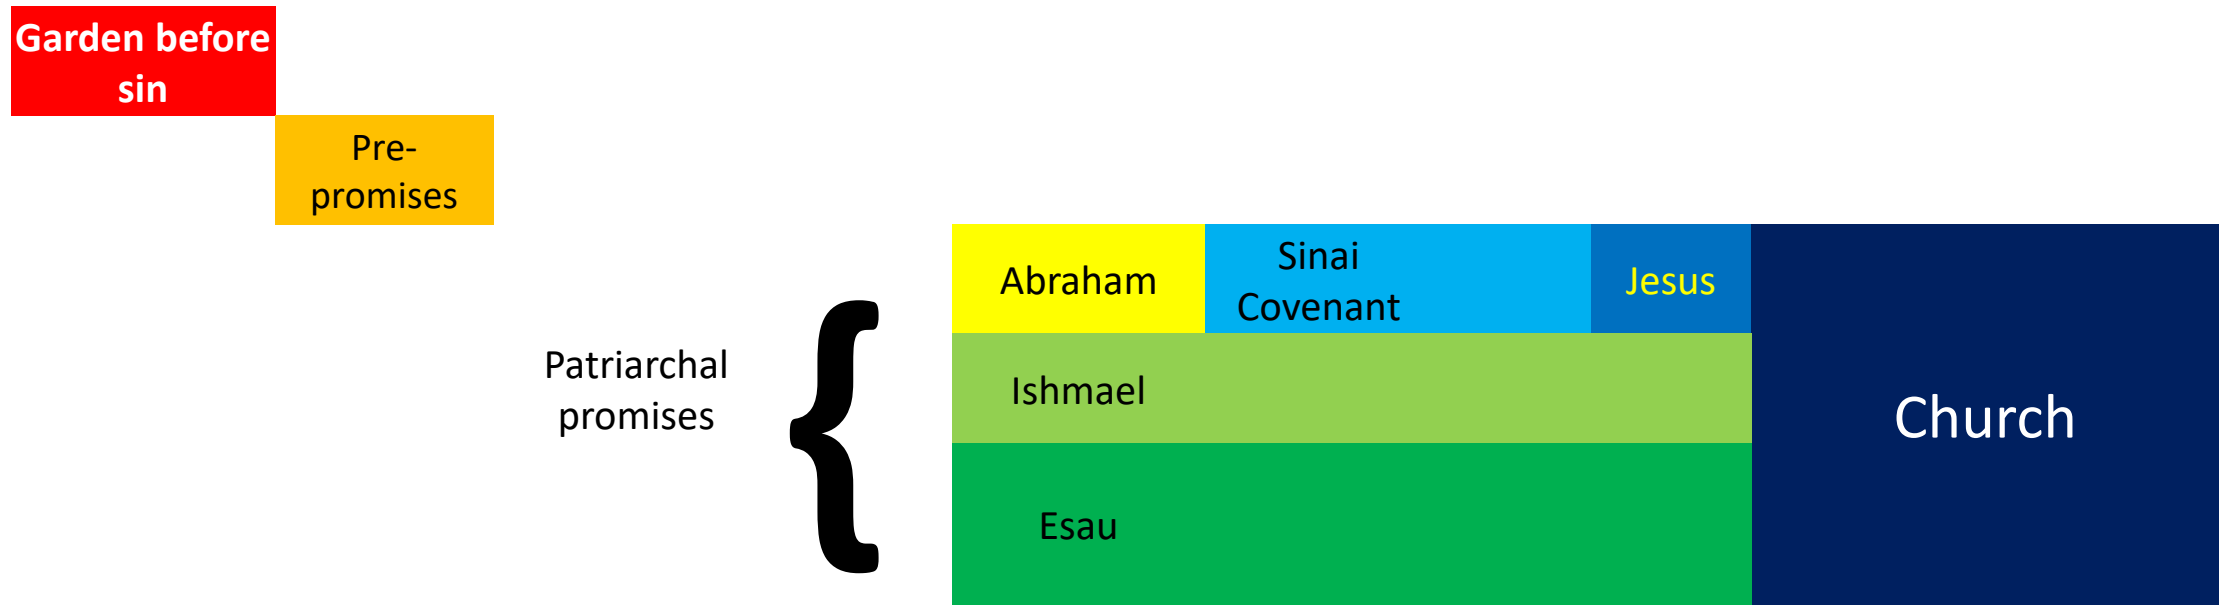 Garden before
sin
Pre-
promises
Patriarchal
promises
{
Abraham
Sinai
Covenant
Jesus
Ishmael
Esau
Church